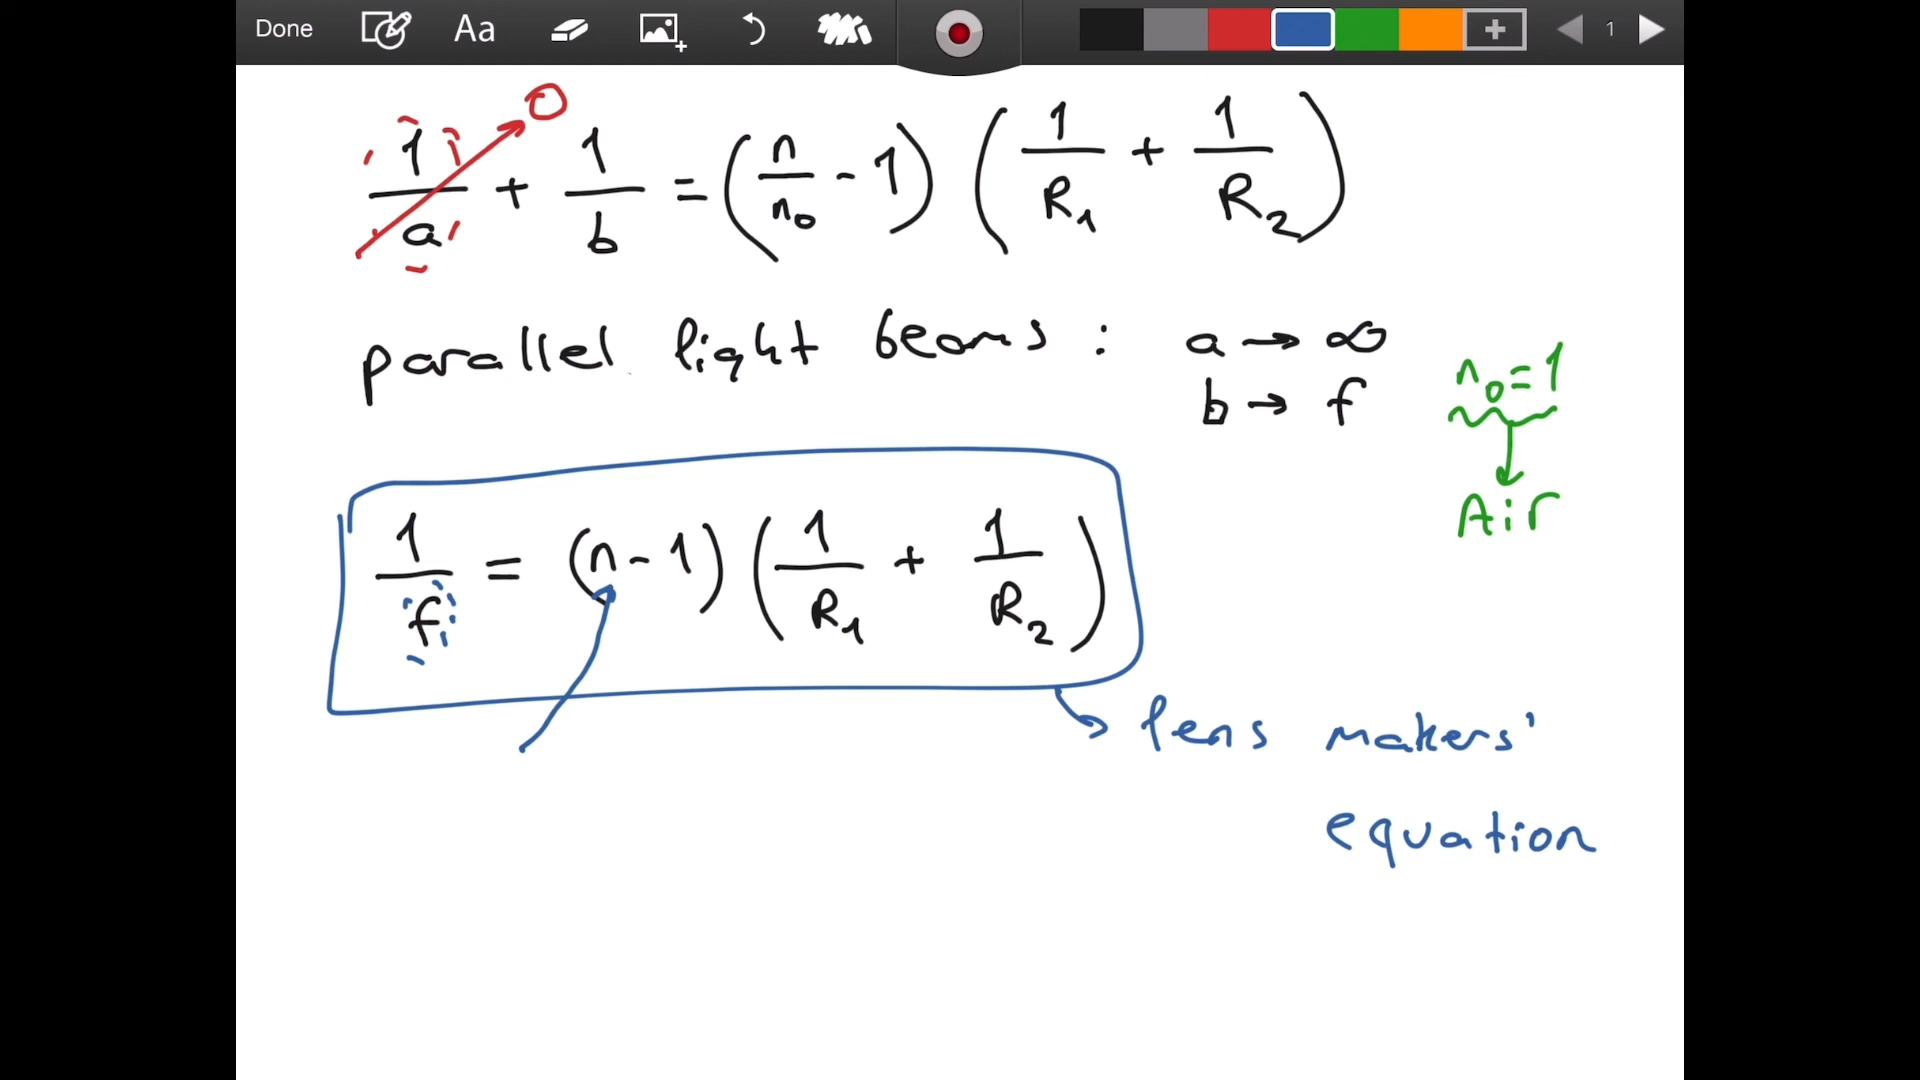 Done Aa 1
1/a → 0 + 1/b = (n/n₀ - 1) (1/R₁ + 1/R₂)
parallel light beams : a → ∞
b → f
n₀ = 1
Air
1/f = (n - 1) (1/R₁ + 1/R₂)
lens makers'
equation